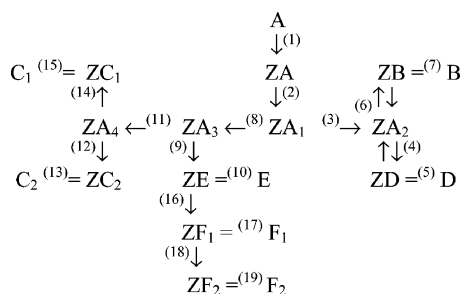 A
↓(1)
C₁ (15)= ZC₁ ZA ZB =(7) B
(14)↑ ↓(2) (6)↑↓
ZA₄ ←(11) ZA₃ ←(8) ZA₁ (3)→ ZA₂
(12)↓ (9)↓ ↑↓(4)
C₂ (13)= ZC₂ ZE =(10) E ZD =(5) D
(16)↓
ZF₁ =(17) F₁
(18)↓
ZF₂ =(19) F₂